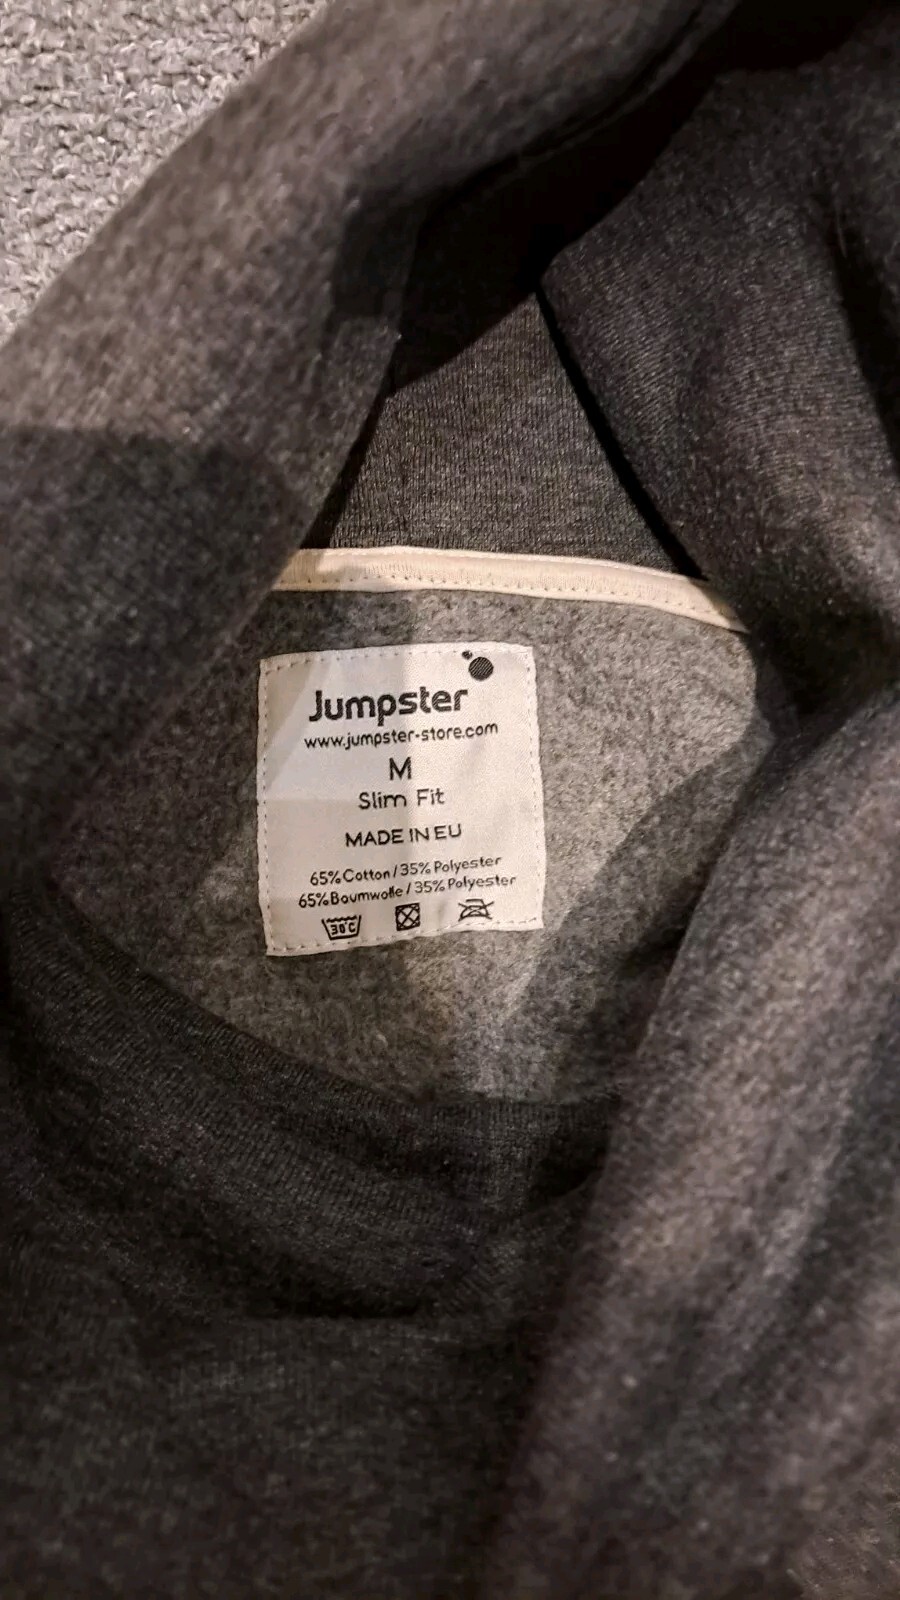 Jumpster
www.jumpster-store.com
M
Slim Fit
MADE IN EU
65% Cotton / 35% Polyester
65% Baumwolle / 35% Polyester
30°C